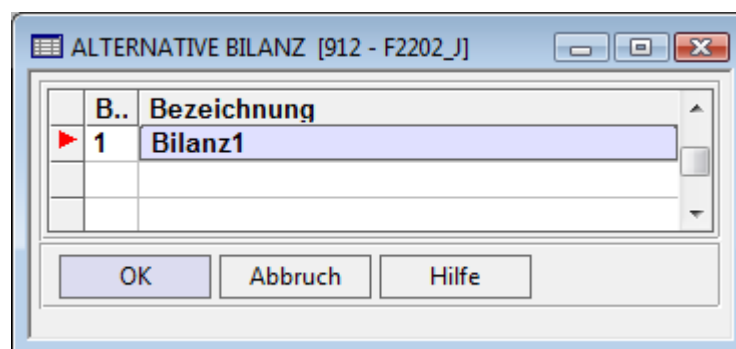 ALTERNATIVE BILANZ [912 - F2202_J]
B.. Bezeichnung
1 Bilanz1
OK Abbruch Hilfe